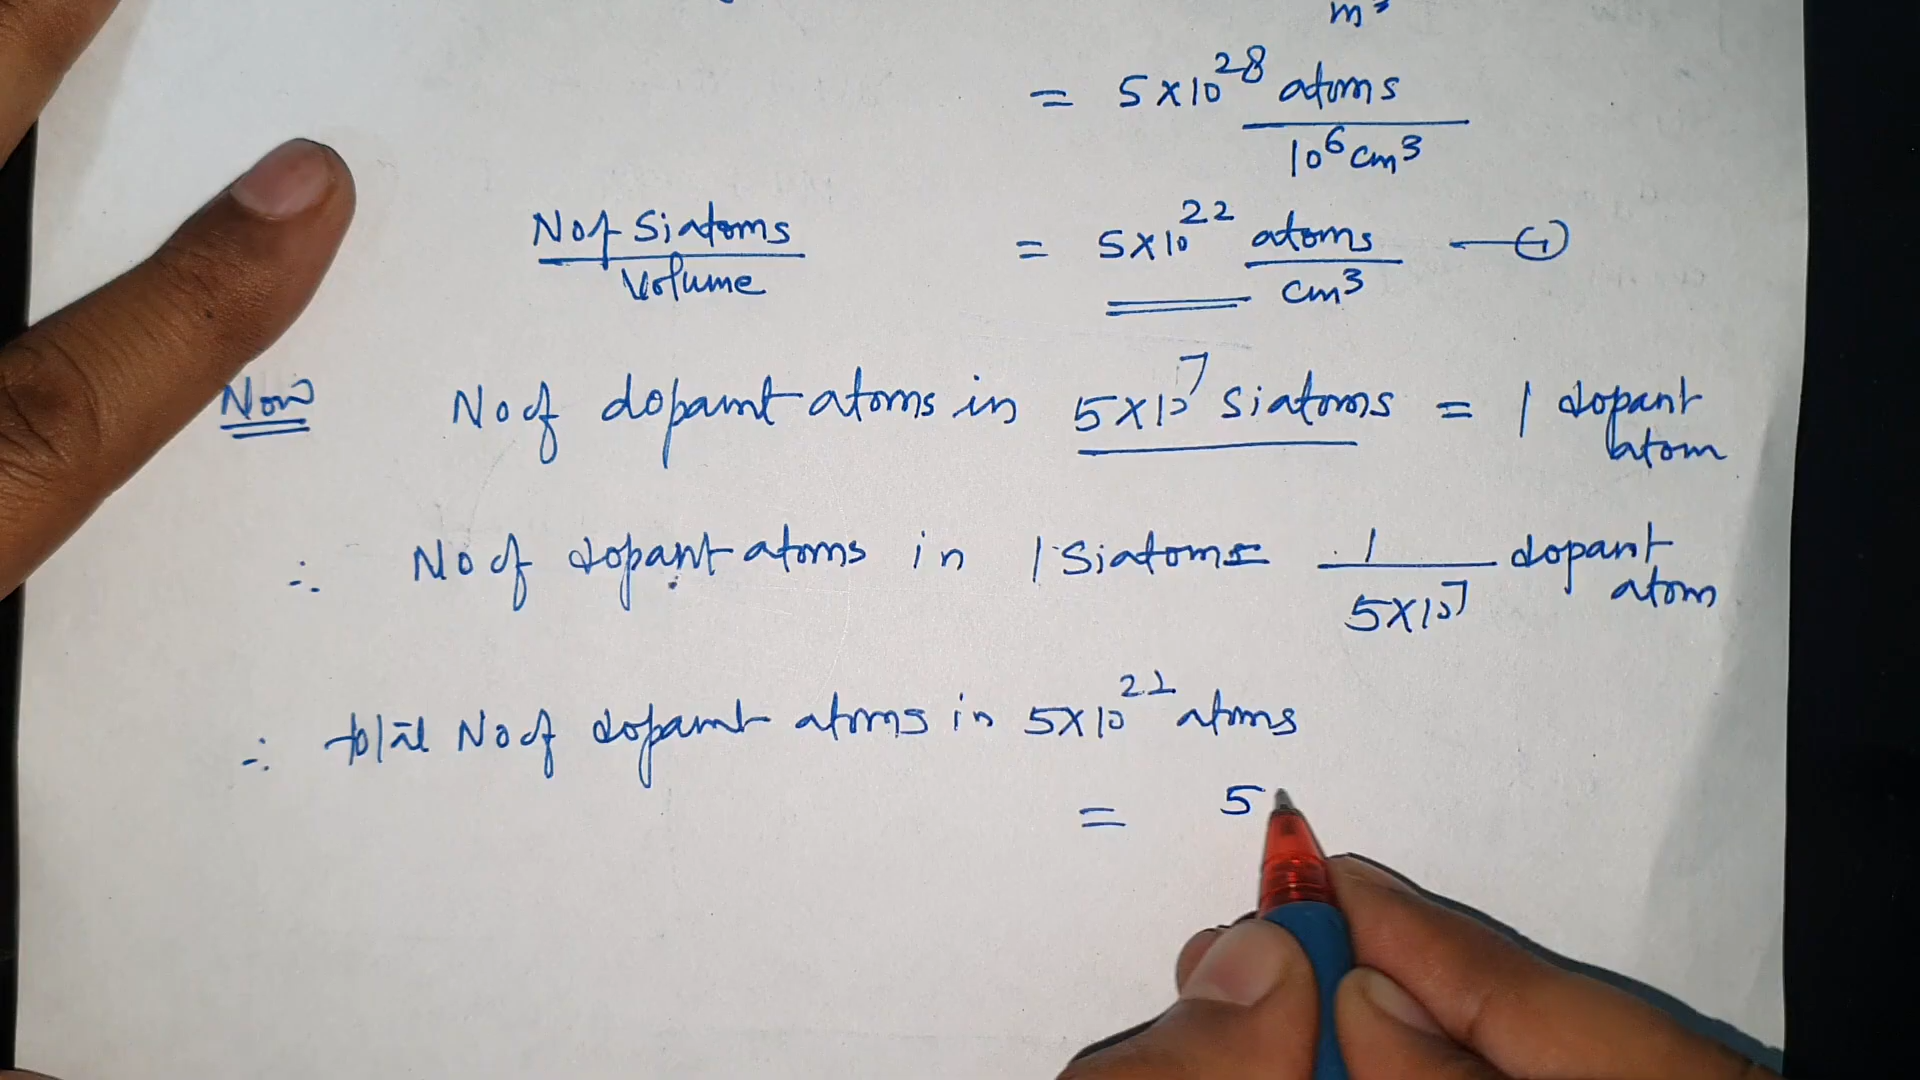 m³
= 5×10²⁸ atoms
10⁶ cm³
No of Si atoms = 5×10²² atoms — (1)
Volume cm³
Now No of dopant atoms in 5×10⁷ Si atoms = 1 dopant
atom
∴ No of dopant atoms in 1 Si atoms = 1 dopant
5×10⁷ atom
∴ total No of dopant atoms in 5×10²² atoms
= 5